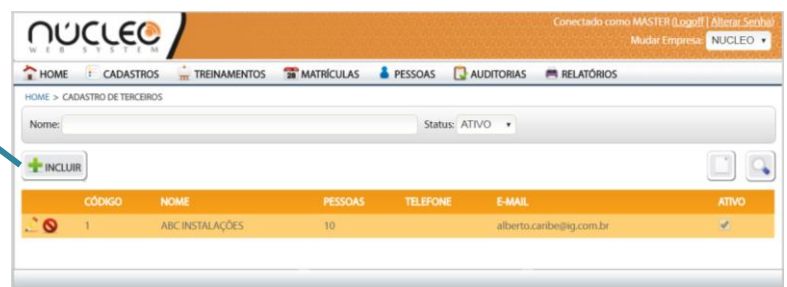 Conectado como MASTER (Logoff | Alterar Senha)
NÚCLEO
WEB SYSTEM
Mudar Empresa: NUCLEO
HOME CADASTROS TREINAMENTOS MATRÍCULAS PESSOAS AUDITORIAS RELATÓRIOS
HOME > CADASTRO DE TERCEIROS
Nome: Status: ATIVO
INCLUIR
CÓDIGO NOME PESSOAS TELEFONE E-MAIL ATIVO
1 ABC INSTALAÇÕES 10 alberto.caribe@ig.com.br